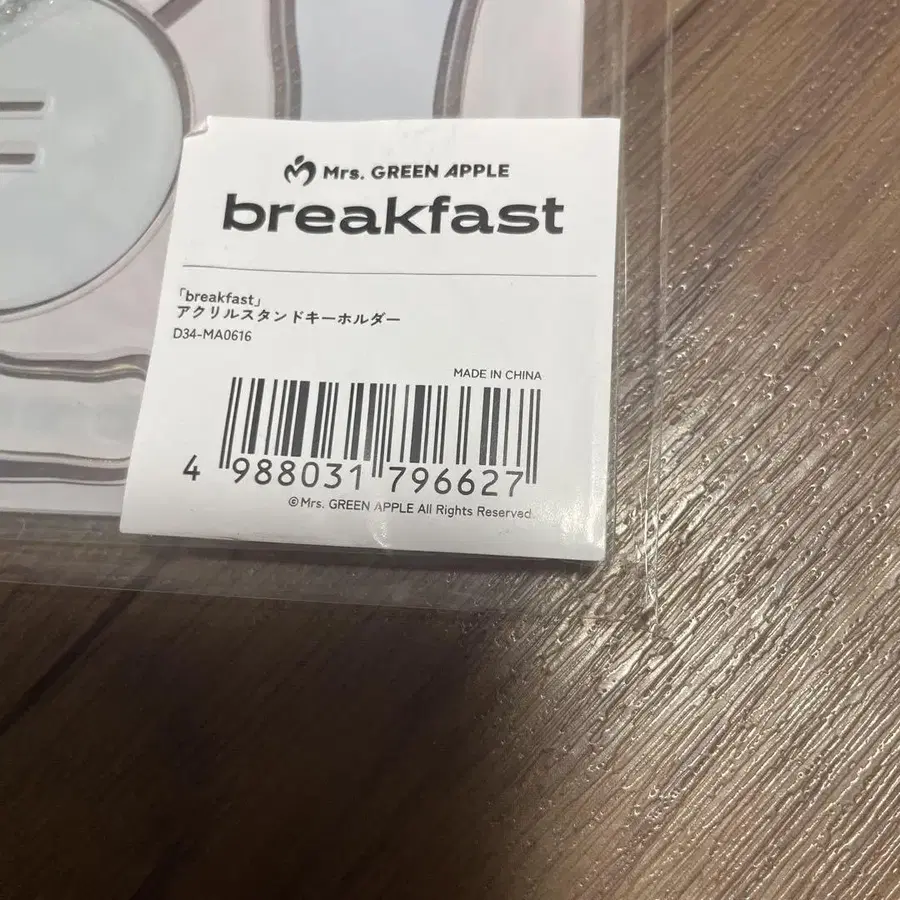 Mrs. GREEN APPLE
breakfast
「breakfast」
アクリルスタンドキーホルダー
D34-MA0616
MADE IN CHINA
4 988031 796627
©Mrs. GREEN APPLE All Rights Reserved.